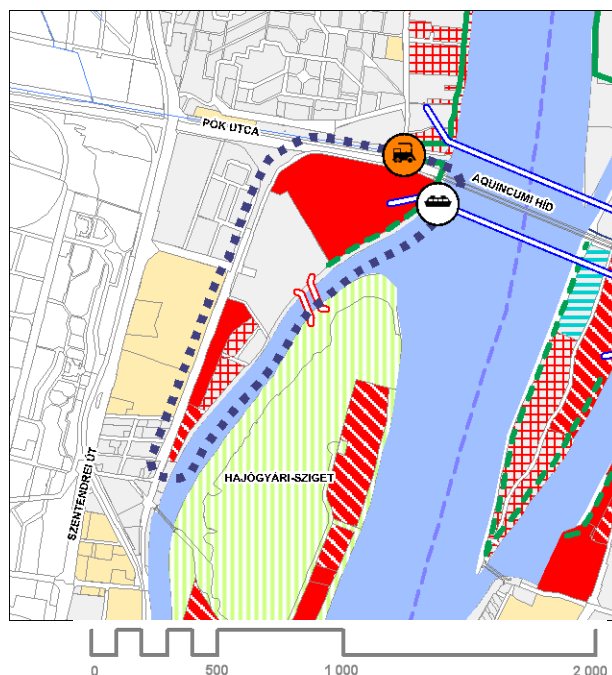 PÓK UTCA
AQUINCUMI HÍD
HAJÓGYÁRI-SZIGET
SZENTENDREI ÚT
0 500 1 000 2 000